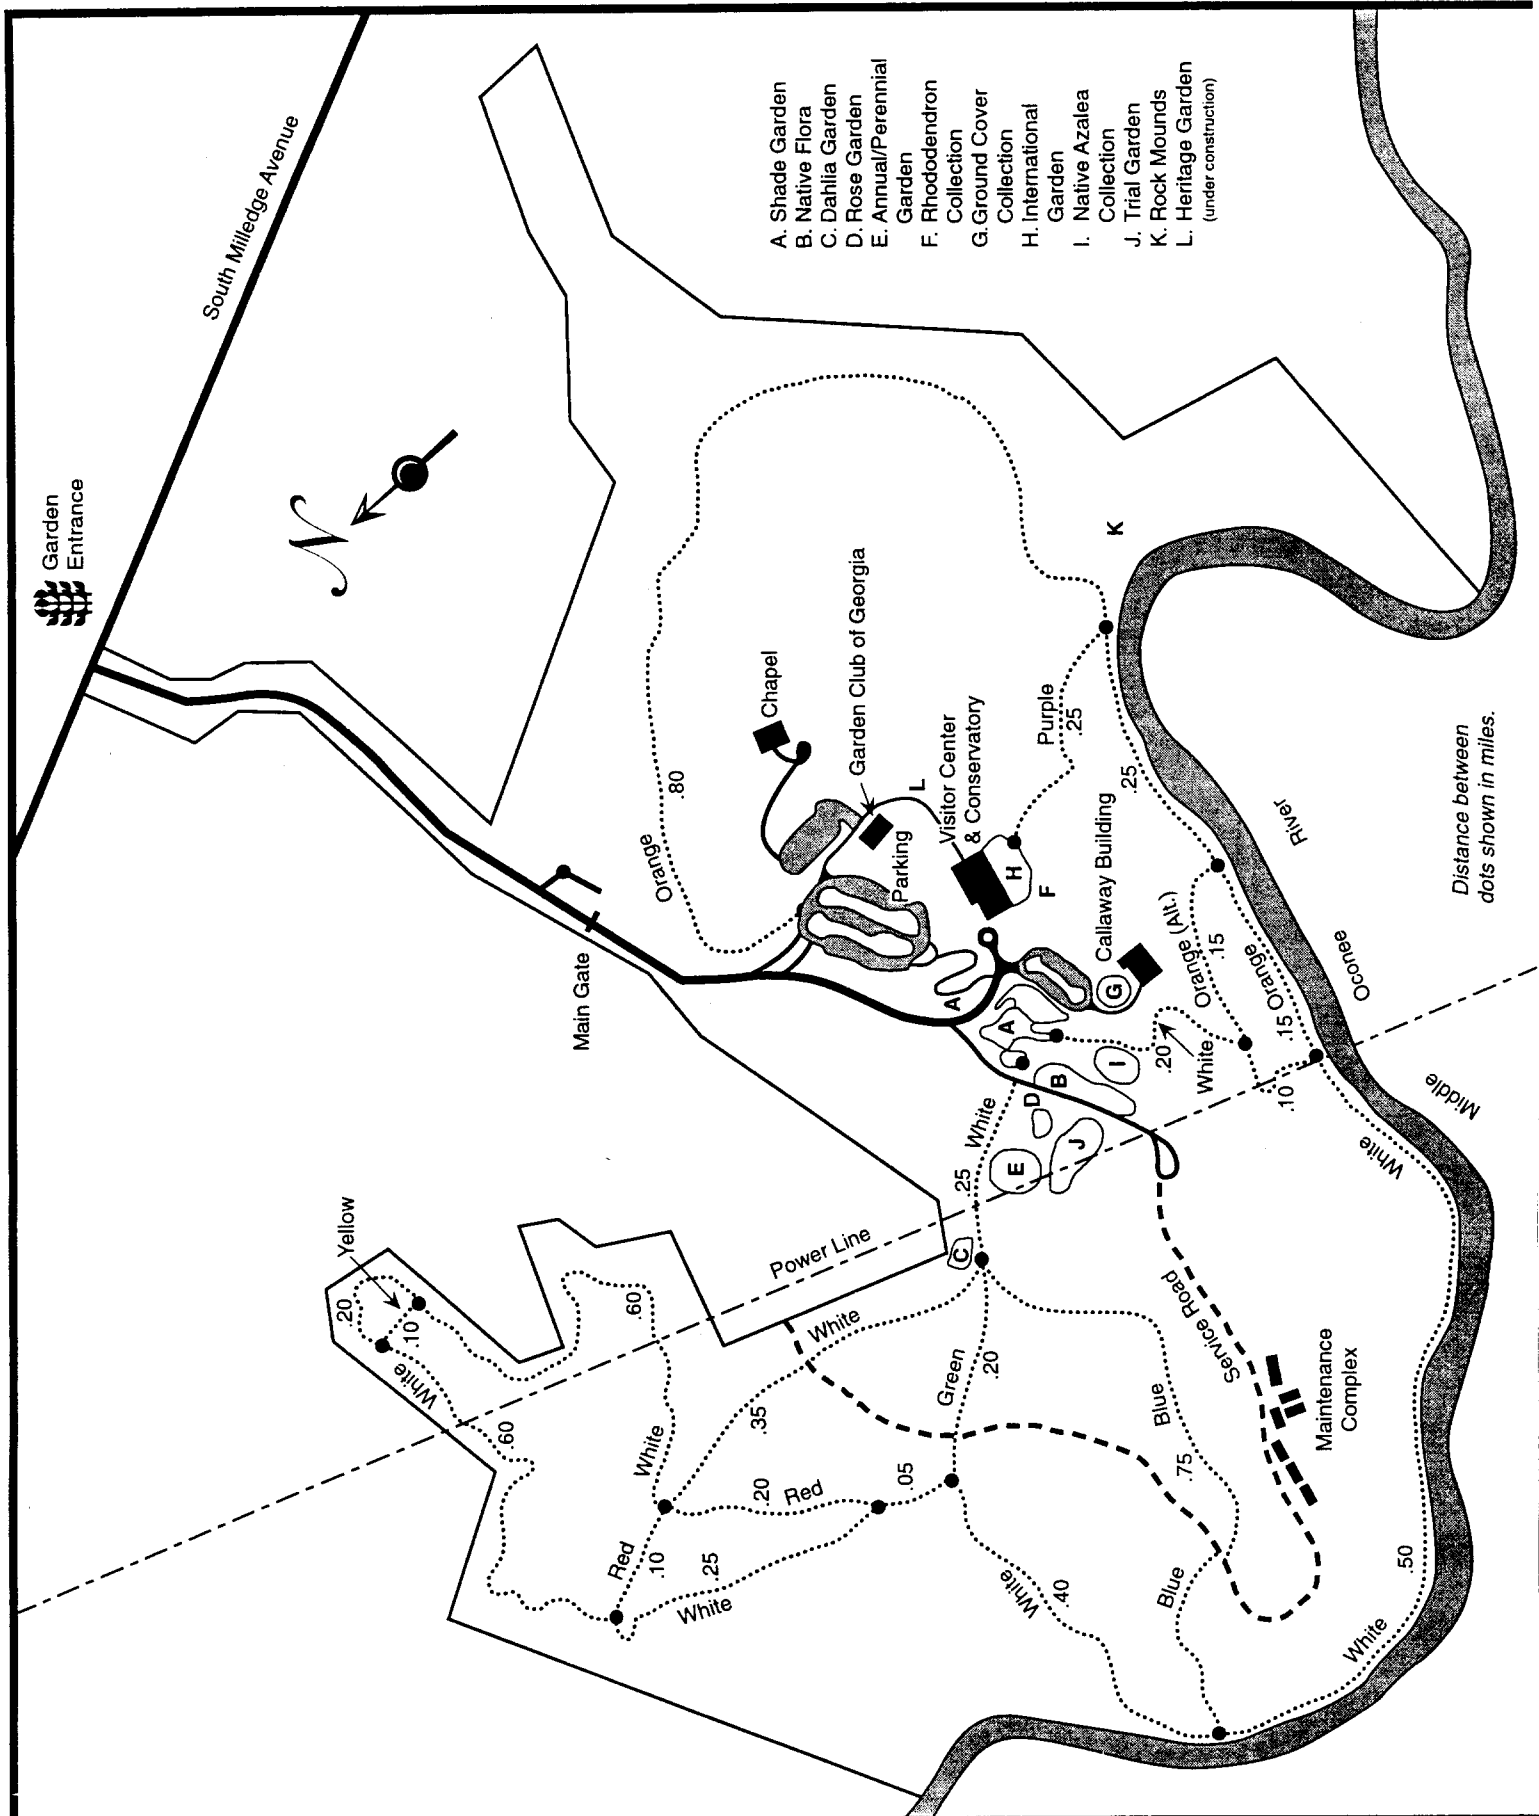 Garden
Entrance
South Milledge Avenue
N
A. Shade Garden
B. Native Flora
C. Dahlia Garden
D. Rose Garden
E. Annual/Perennial
Garden
F. Rhododendron
Collection
G.Ground Cover
Collection
H. International
Garden
I. Native Azalea
Collection
J. Trial Garden
K. Rock Mounds
L. Heritage Garden
(under construction)
Main Gate
Orange
.80
Chapel
Garden Club of Georgia
Parking
L
Visitor Center
& Conservatory
H
F
Purple
.25
K
.25
Callaway Building
G
A
A
Orange (Alt.)
.15
Orange
.15
White
.20
.10
I
B
D
J
E
White
.25
C
Power Line
Yellow
.20
.10
White
.60
.60
White
White
.35
Green
.20
Red
.20
.05
Red
.10
.25
White
White
.40
Blue
.75
Blue
Service Road
Maintenance
Complex
White
.50
White
Middle
Oconee
River
Distance between
dots shown in miles.